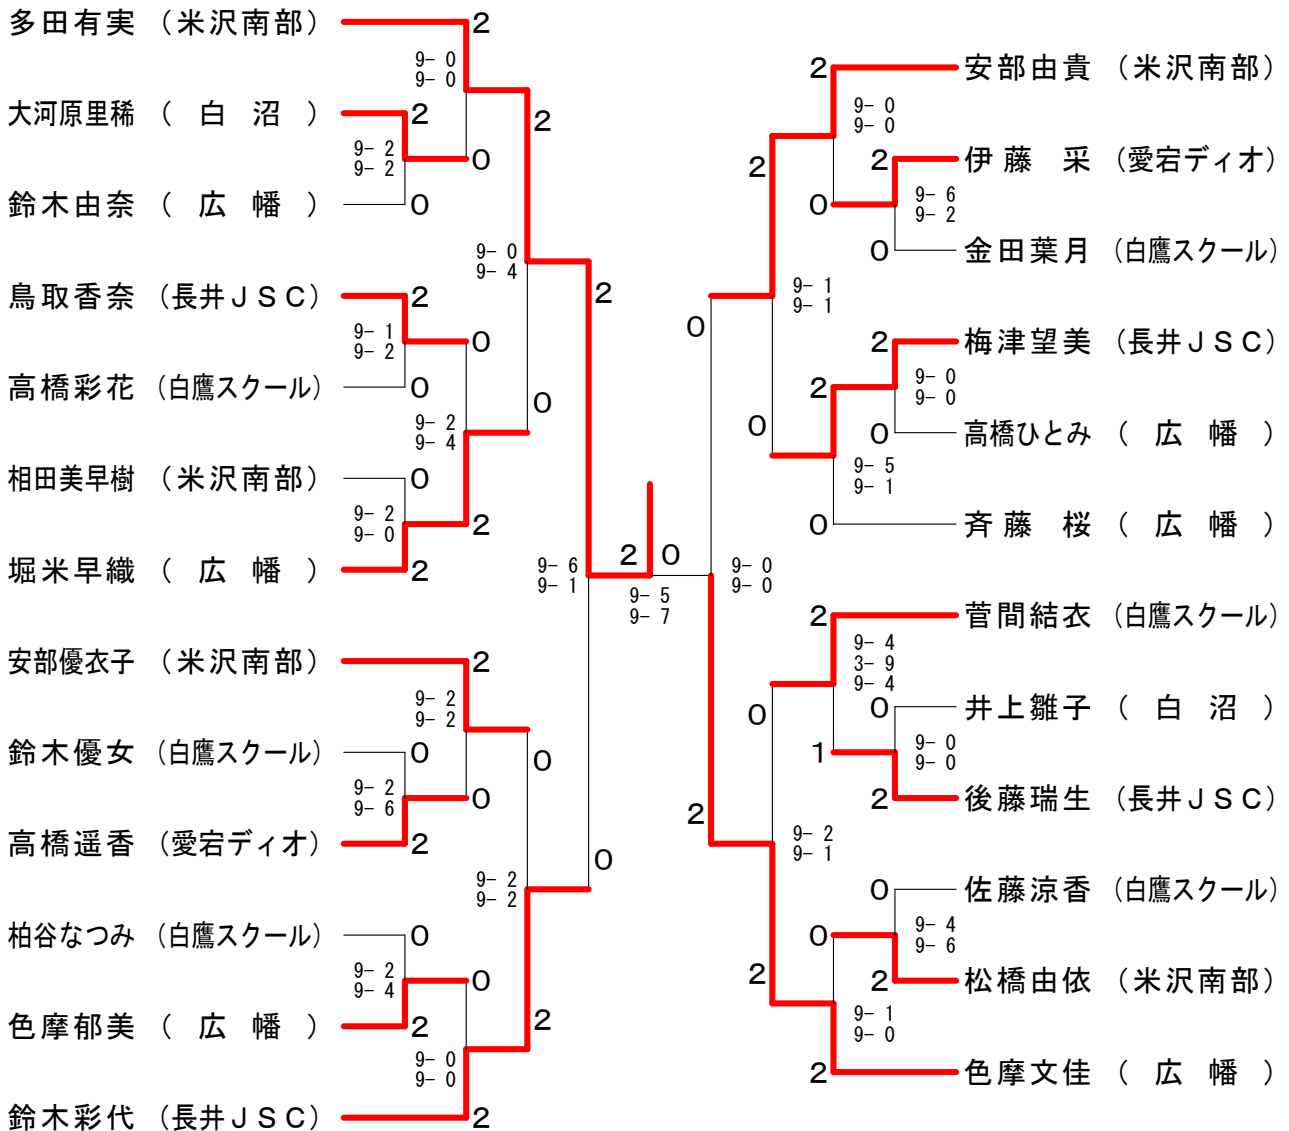 多田有実 （米沢南部） 2
9- 0
9- 0
大河原里稀 （ 白 沼 ） 2
2
9- 2
9- 2
0
鈴木由奈 （ 広 幡 ） 0
9- 0
9- 4
鳥取香奈 （長井ＪＳＣ） 2
2
9- 1
9- 2
0
高橋彩花 （白鷹スクール） 0
0
9- 2
9- 4
相田美早樹 （米沢南部） 0
9- 2
9- 0
2
堀米早織 （ 広 幡 ） 2
9- 6
9- 1
安部優衣子 （米沢南部） 2
9- 2
9- 2
鈴木優女 （白鷹スクール） 0
0
9- 2
9- 6
0
高橋遥香 （愛宕ディオ） 2
0
9- 2
9- 2
柏谷なつみ （白鷹スクール） 0
9- 2
9- 4
0
色摩郁美 （ 広 幡 ） 2
2
9- 0
9- 0
鈴木彩代 （長井ＪＳＣ） 2
2 0
9- 5
9- 7
2 安部由貴 （米沢南部）
9- 0
9- 0
2
2 伊藤 采 （愛宕ディオ）
0
9- 6
9- 2
0 金田葉月 （白鷹スクール）
9- 1
9- 1
0
2 梅津望美 （長井ＪＳＣ）
2
9- 0
9- 0
0
0 高橋ひとみ （ 広 幡 ）
9- 5
9- 1
0 斉藤 桜 （ 広 幡 ）
9- 0
9- 0
2 菅間結衣 （白鷹スクール）
9- 4
3- 9
9- 4
0
0 井上雛子 （ 白 沼 ）
1
9- 0
9- 0
2 後藤瑞生 （長井ＪＳＣ）
2
9- 2
9- 1
0 佐藤涼香 （白鷹スクール）
0
9- 4
9- 6
2
2 松橋由依 （米沢南部）
9- 1
9- 0
2 色摩文佳 （ 広 幡 ）